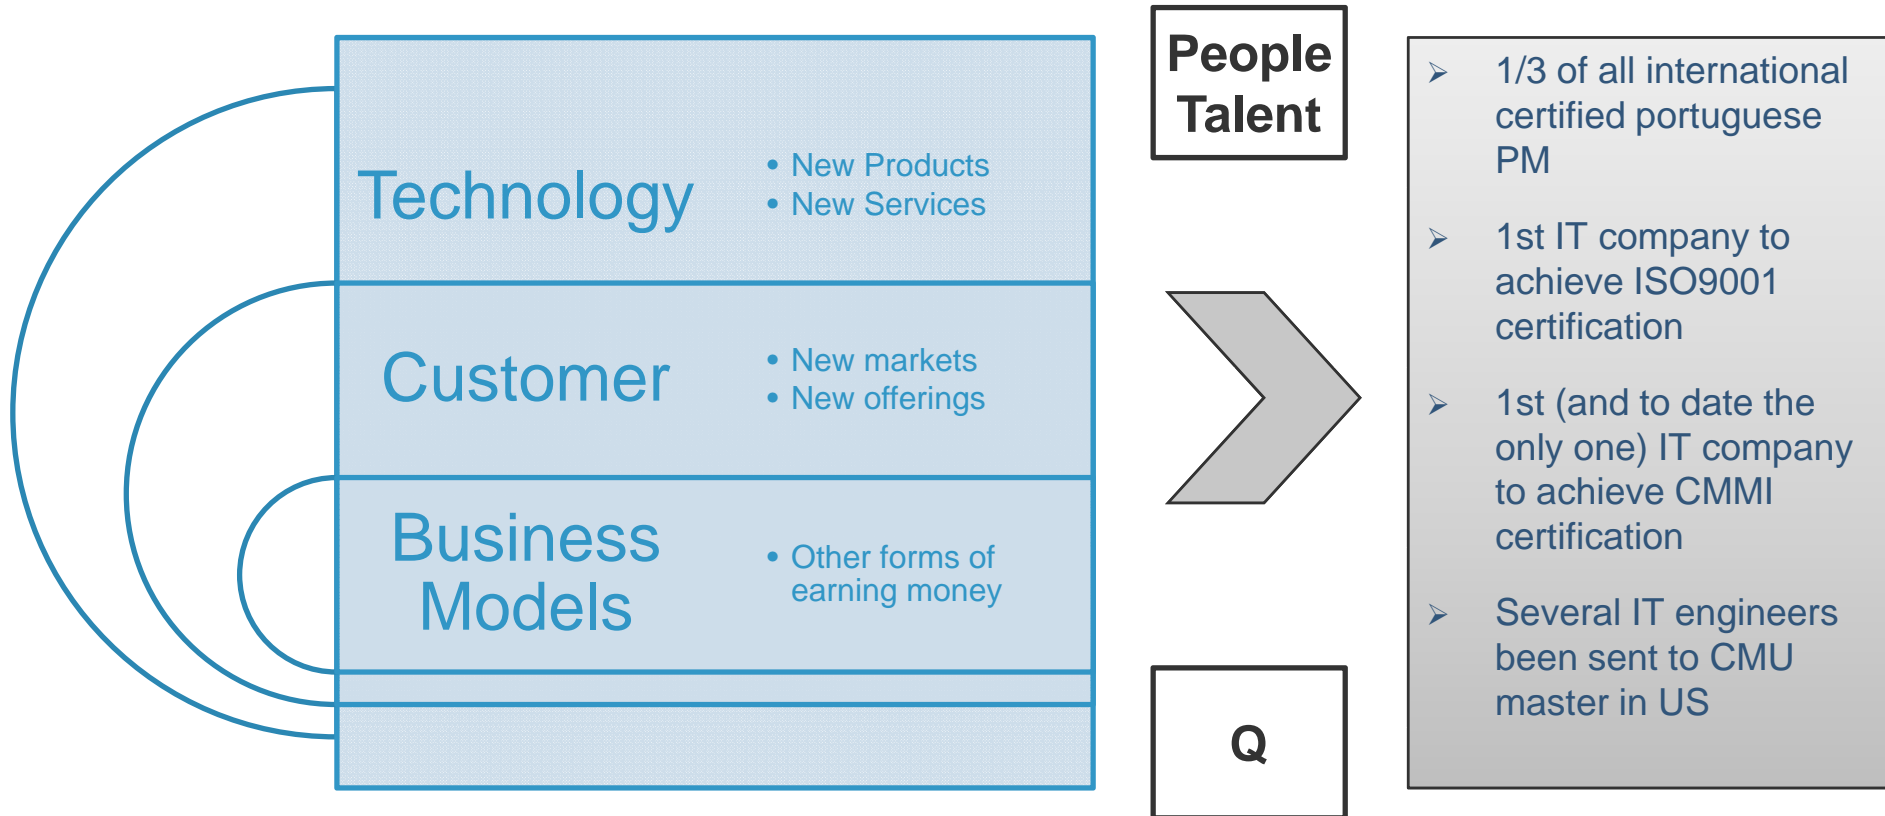 Technology
• New Products
• New Services
Customer
• New markets
• New offerings
Business
Models
• Other forms of
earning money
People
Talent
Q
➢ 1/3 of all international
certified portuguese
PM
➢ 1st IT company to
achieve ISO9001
certification
➢ 1st (and to date the
only one) IT company
to achieve CMMI
certification
➢ Several IT engineers
been sent to CMU
master in US